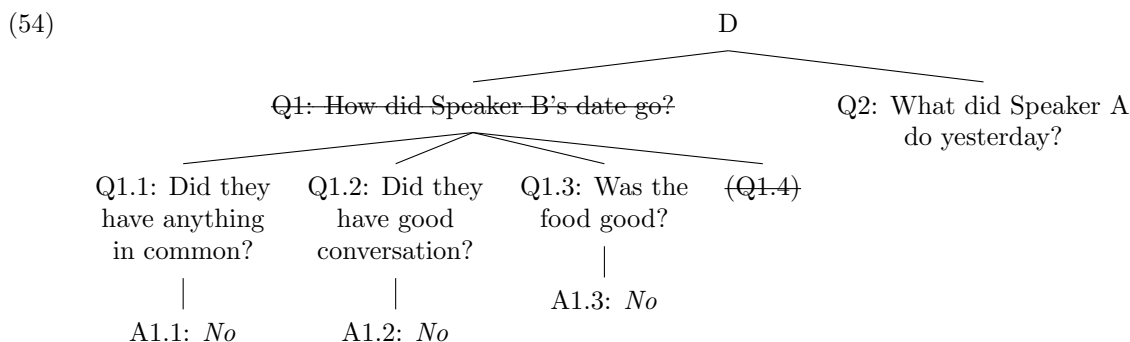 (54)
D
Q1: How did Speaker B's date go?
Q2: What did Speaker A
do yesterday?
Q1.1: Did they
have anything
in common?
Q1.2: Did they
have good
conversation?
Q1.3: Was the
food good?
(Q1.4)
A1.1: No
A1.2: No
A1.3: No